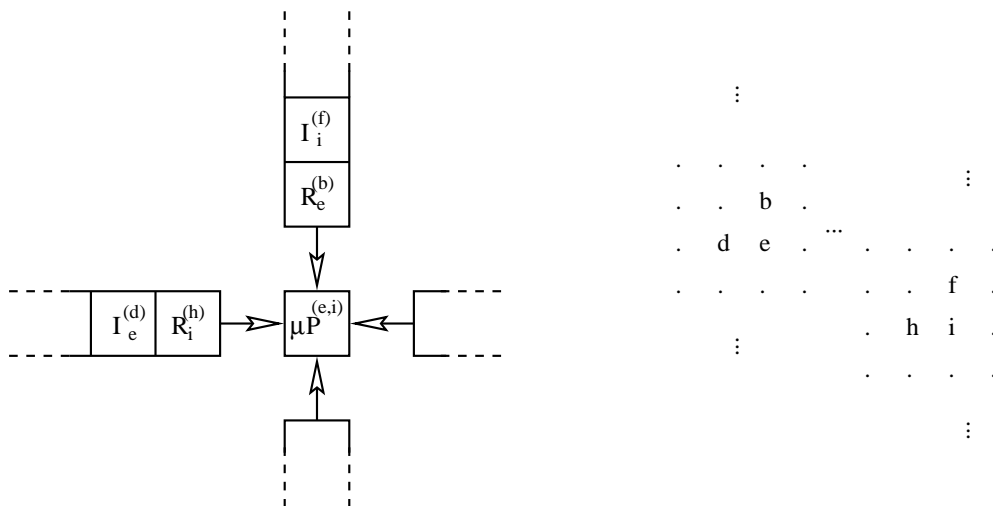 I_i^(f)
R_e^(b)
I_e^(d) R_i^(h) μP^(e,i)
⋮
. . . .
. . b .
. d e . ...
. . . .
⋮
⋮
. . . .
. . f
. h i
. . . .
⋮